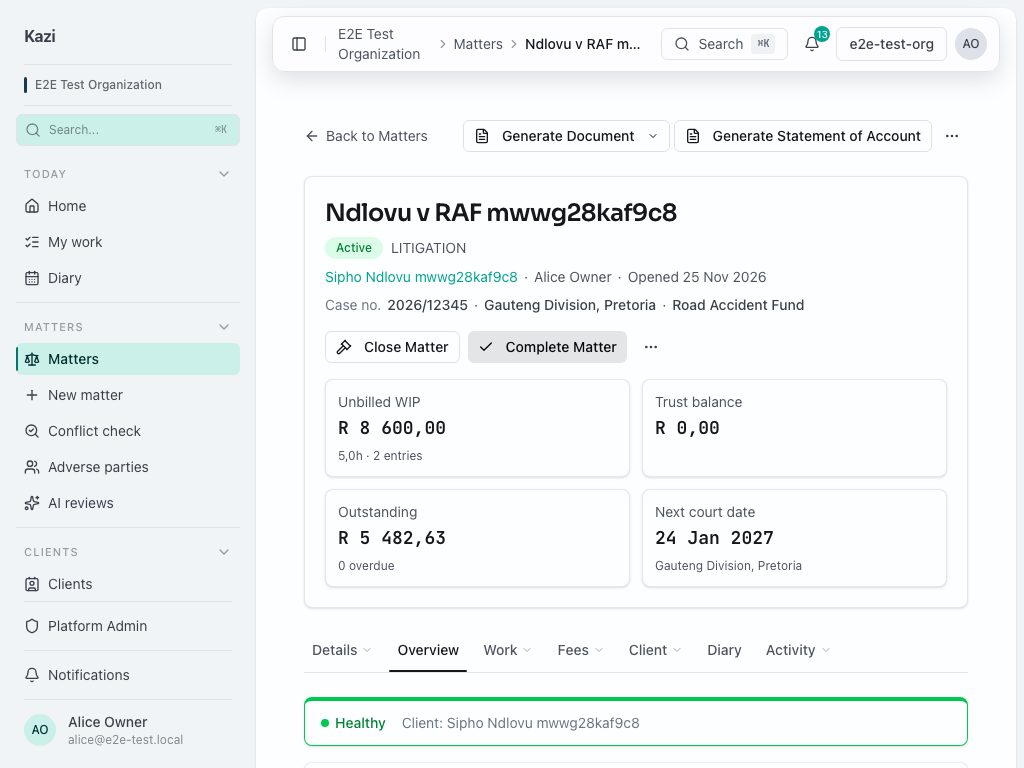 Kazi
E2E Test Organization
Search... ⌘K
TODAY
Home
My work
Diary
MATTERS
Matters
New matter
Conflict check
Adverse parties
AI reviews
CLIENTS
Clients
Platform Admin
Notifications
AO
Alice Owner
alice@e2e-test.local
E2E Test
Organization
Matters
Ndlovu v RAF m...
Search ⌘K
13
e2e-test-org
AO
Back to Matters
Generate Document
Generate Statement of Account
Ndlovu v RAF mwwg28kaf9c8
Active LITIGATION
Sipho Ndlovu mwwg28kaf9c8 · Alice Owner · Opened 25 Nov 2026
Case no. 2026/12345 · Gauteng Division, Pretoria · Road Accident Fund
Close Matter
Complete Matter
Unbilled WIP
R 8 600,00
5,0h · 2 entries
Trust balance
R 0,00
Outstanding
R 5 482,63
0 overdue
Next court date
24 Jan 2027
Gauteng Division, Pretoria
Details Overview Work Fees Client Diary Activity
Healthy Client: Sipho Ndlovu mwwg28kaf9c8